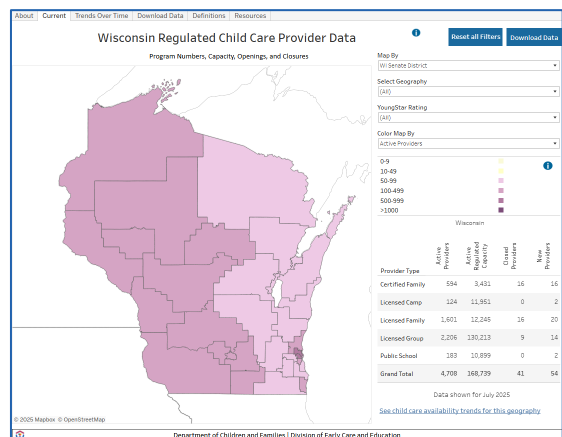 About Current Trends Over Time Download Data Definitions Resources
Wisconsin Regulated Child Care Provider Data
Program Numbers, Capacity, Openings, and Closures
Reset all Filters
Download Data
Map By
WI Senate District
Select Geography
(All)
YoungStar Rating
(All)
Color Map By
Active Providers
0-9
10-49
50-99
100-499
500-999
>1000
Wisconsin
Provider Type Active Providers Active Regulated Capacity Closed Providers New Providers
Certified Family 594 3,431 16 16
Licensed Camp 124 11,951 0 2
Licensed Family 1,601 12,245 16 20
Licensed Group 2,206 130,213 9 14
Public School 183 10,899 0 2
Grand Total 4,708 168,739 41 54
Data shown for July 2025
See child care availability trends for this geography
© 2025 Mapbox © OpenStreetMap
Department of Children and Families | Division of Early Care and Education